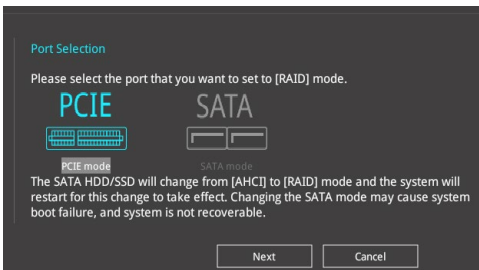 Port Selection
Please select the port that you want to set to [RAID] mode.
PCIE SATA
PCIE mode SATA mode
The SATA HDD/SSD will change from [AHCI] to [RAID] mode and the system will
restart for this change to take effect. Changing the SATA mode may cause system
boot failure, and system is not recoverable.
Next Cancel